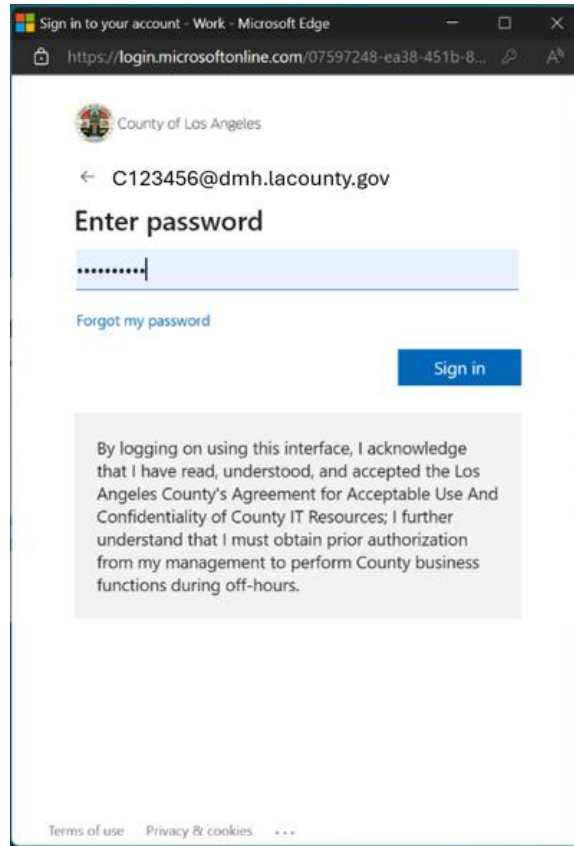 Sign in to your account - Work - Microsoft Edge
https://login.microsoftonline.com/07597248-ea38-451b-8...
County of Los Angeles
C123456@dmh.lacounty.gov
Enter password
••••••••••
Forgot my password
Sign in
By logging on using this interface, I acknowledge
that I have read, understood, and accepted the Los
Angeles County's Agreement for Acceptable Use And
Confidentiality of County IT Resources; I further
understand that I must obtain prior authorization
from my management to perform County business
functions during off-hours.
Terms of use Privacy & cookies ...